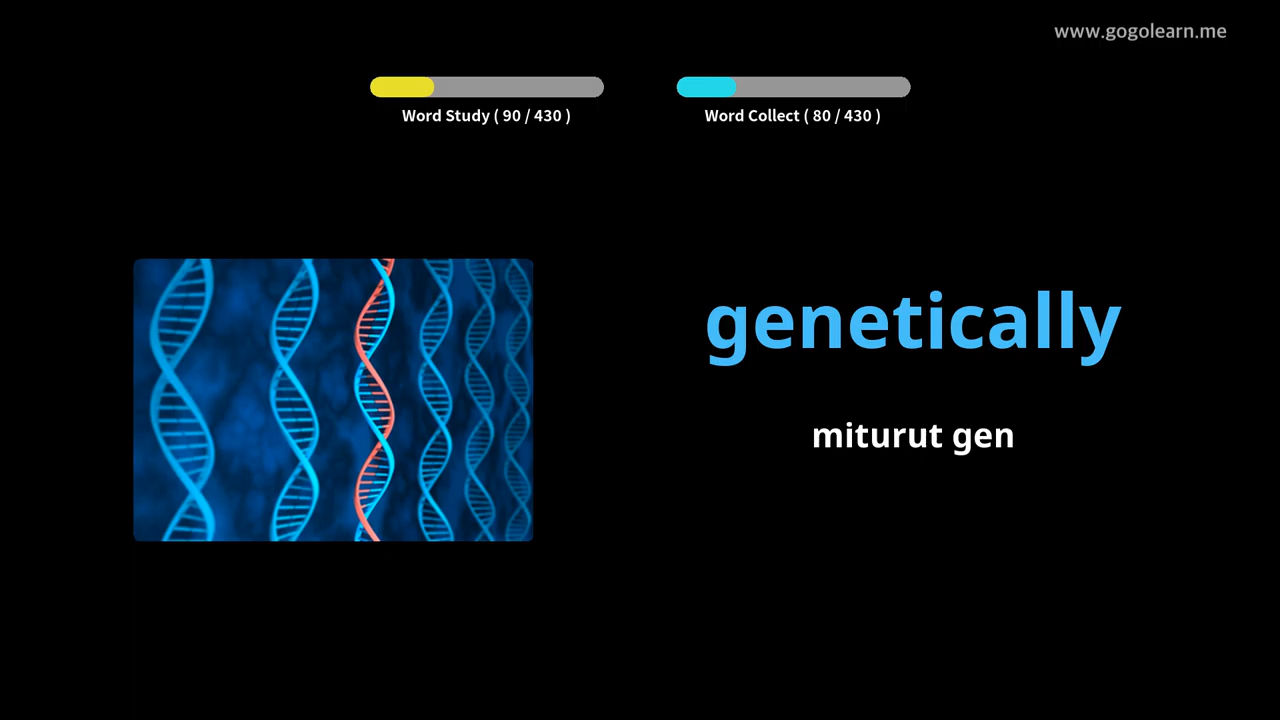 www.gogolearn.me
Word Study ( 90 / 430 )
Word Collect ( 80 / 430 )
genetically
miturut gen